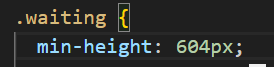 .waiting {
min-height: 604px;